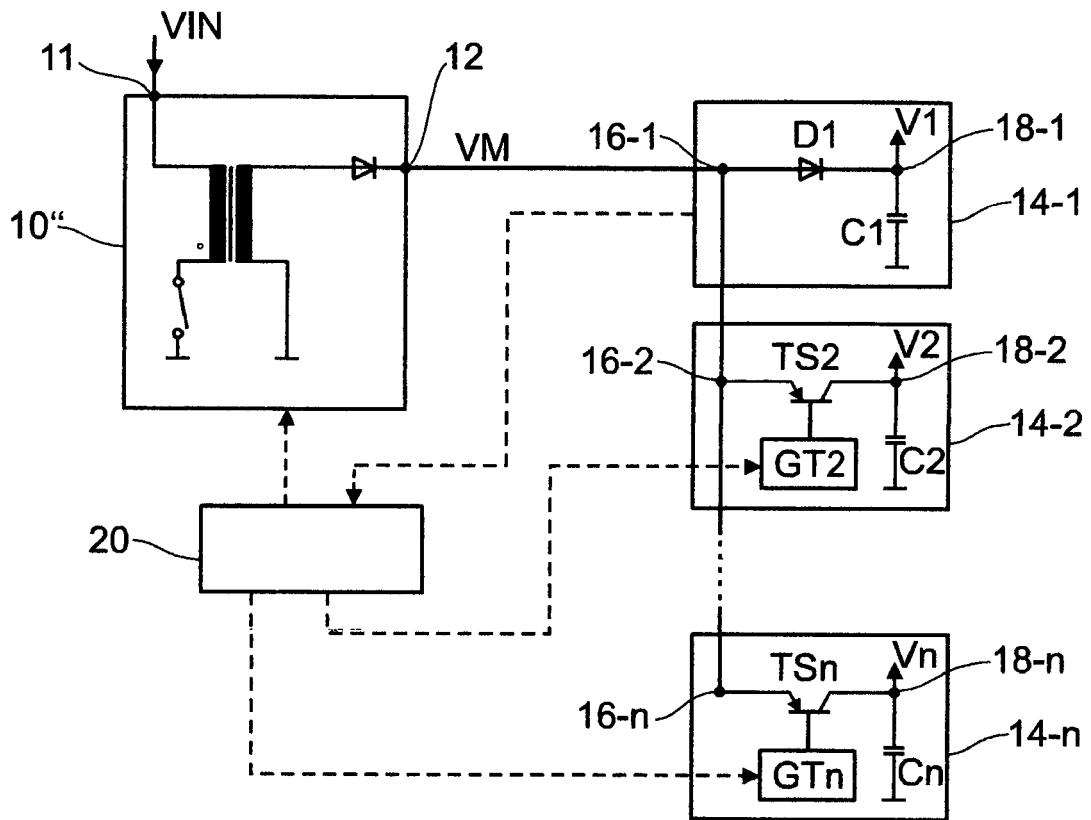 VIN
11
12
VM
10“
16-1
D1
V1
18-1
C1
14-1
16-2
TS2
V2
18-2
GT2
C2
14-2
20
16-n
TSn
Vn
18-n
GTn
Cn
14-n